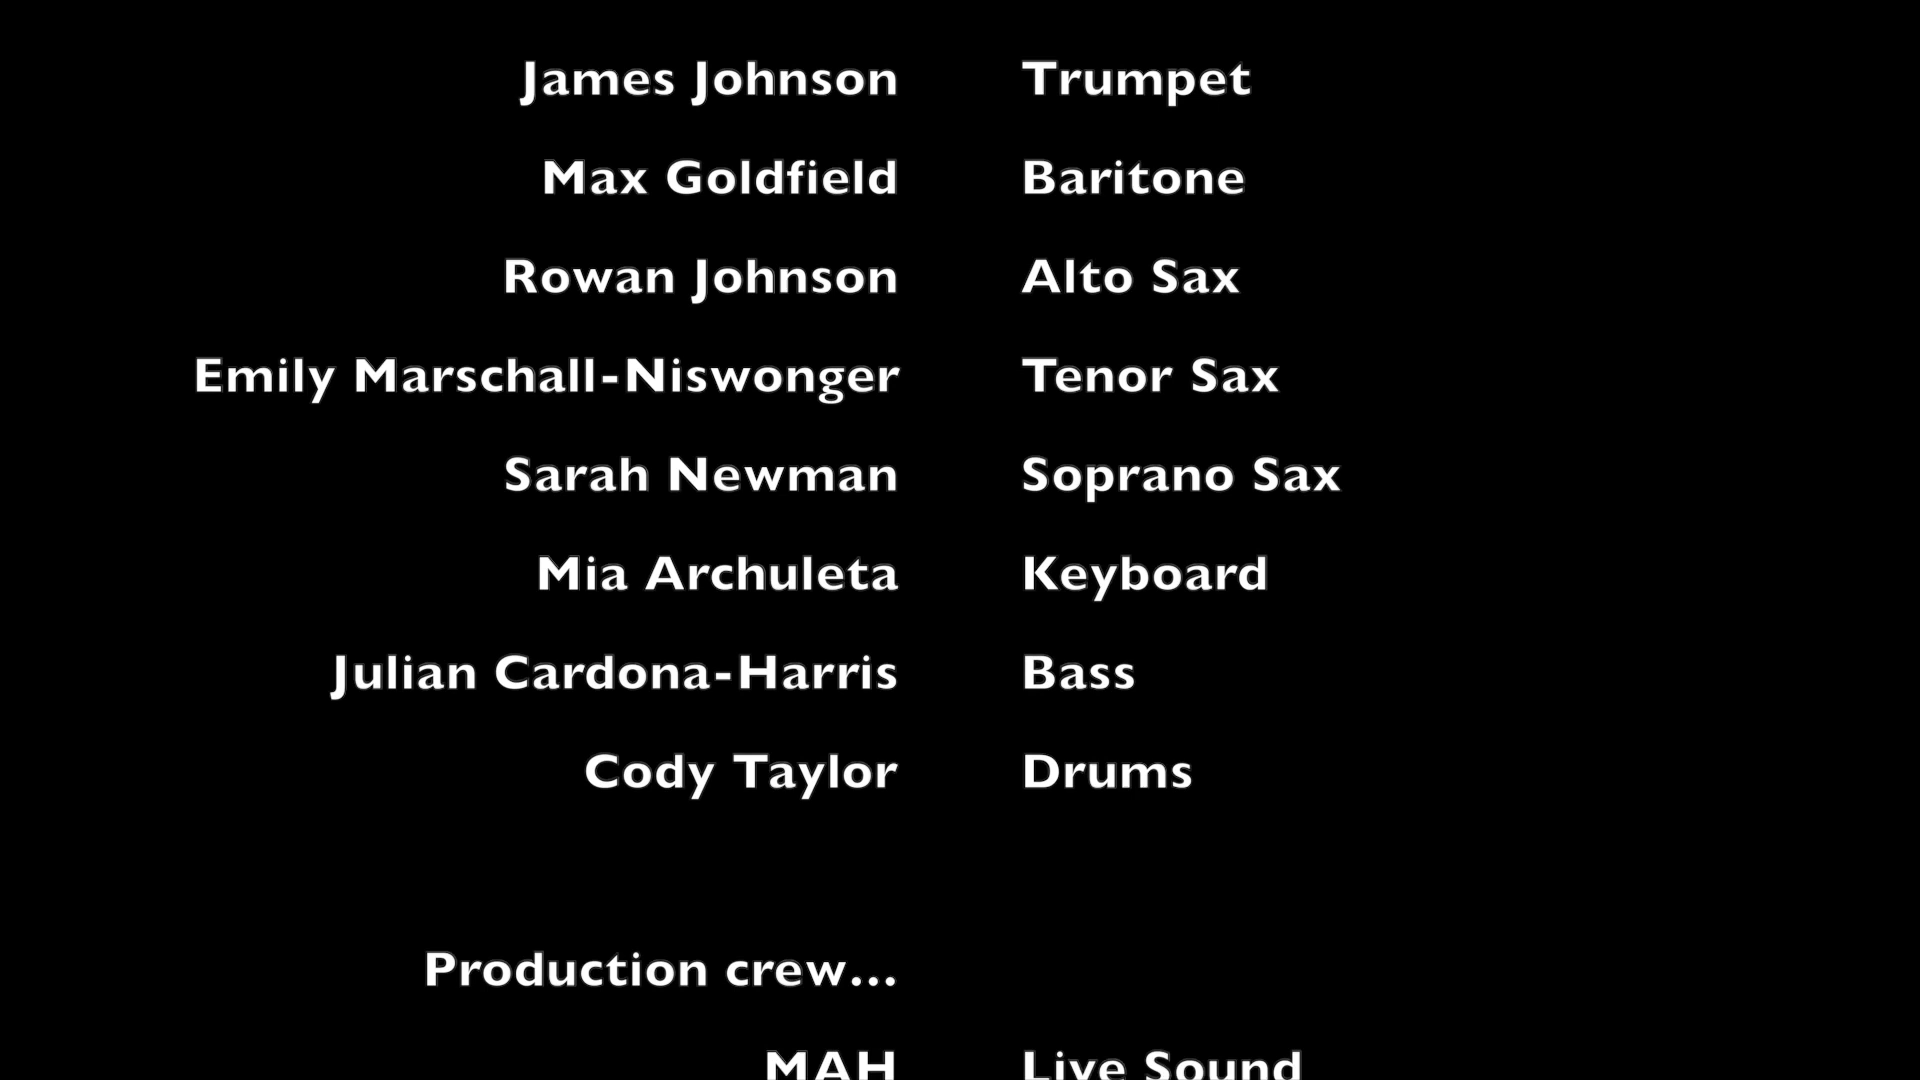 James Johnson Trumpet
Max Goldfield Baritone
Rowan Johnson Alto Sax
Emily Marschall-Niswonger Tenor Sax
Sarah Newman Soprano Sax
Mia Archuleta Keyboard
Julian Cardona-Harris Bass
Cody Taylor Drums
Production crew...
MAH Live Sound